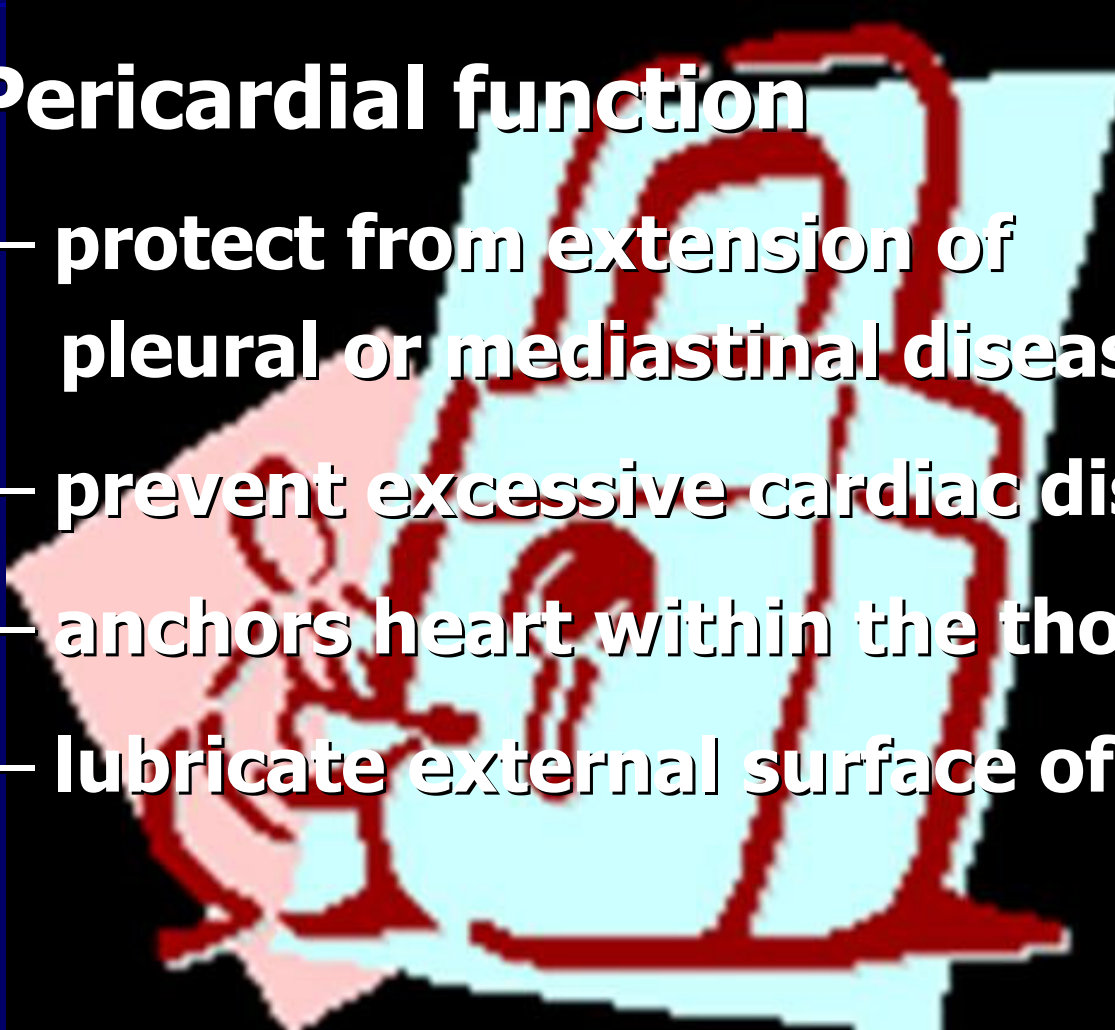 Pericardial function
– protect from extension of
pleural or mediastinal diseas
– prevent excessive cardiac dis
– anchors heart within the tho
– lubricate external surface of